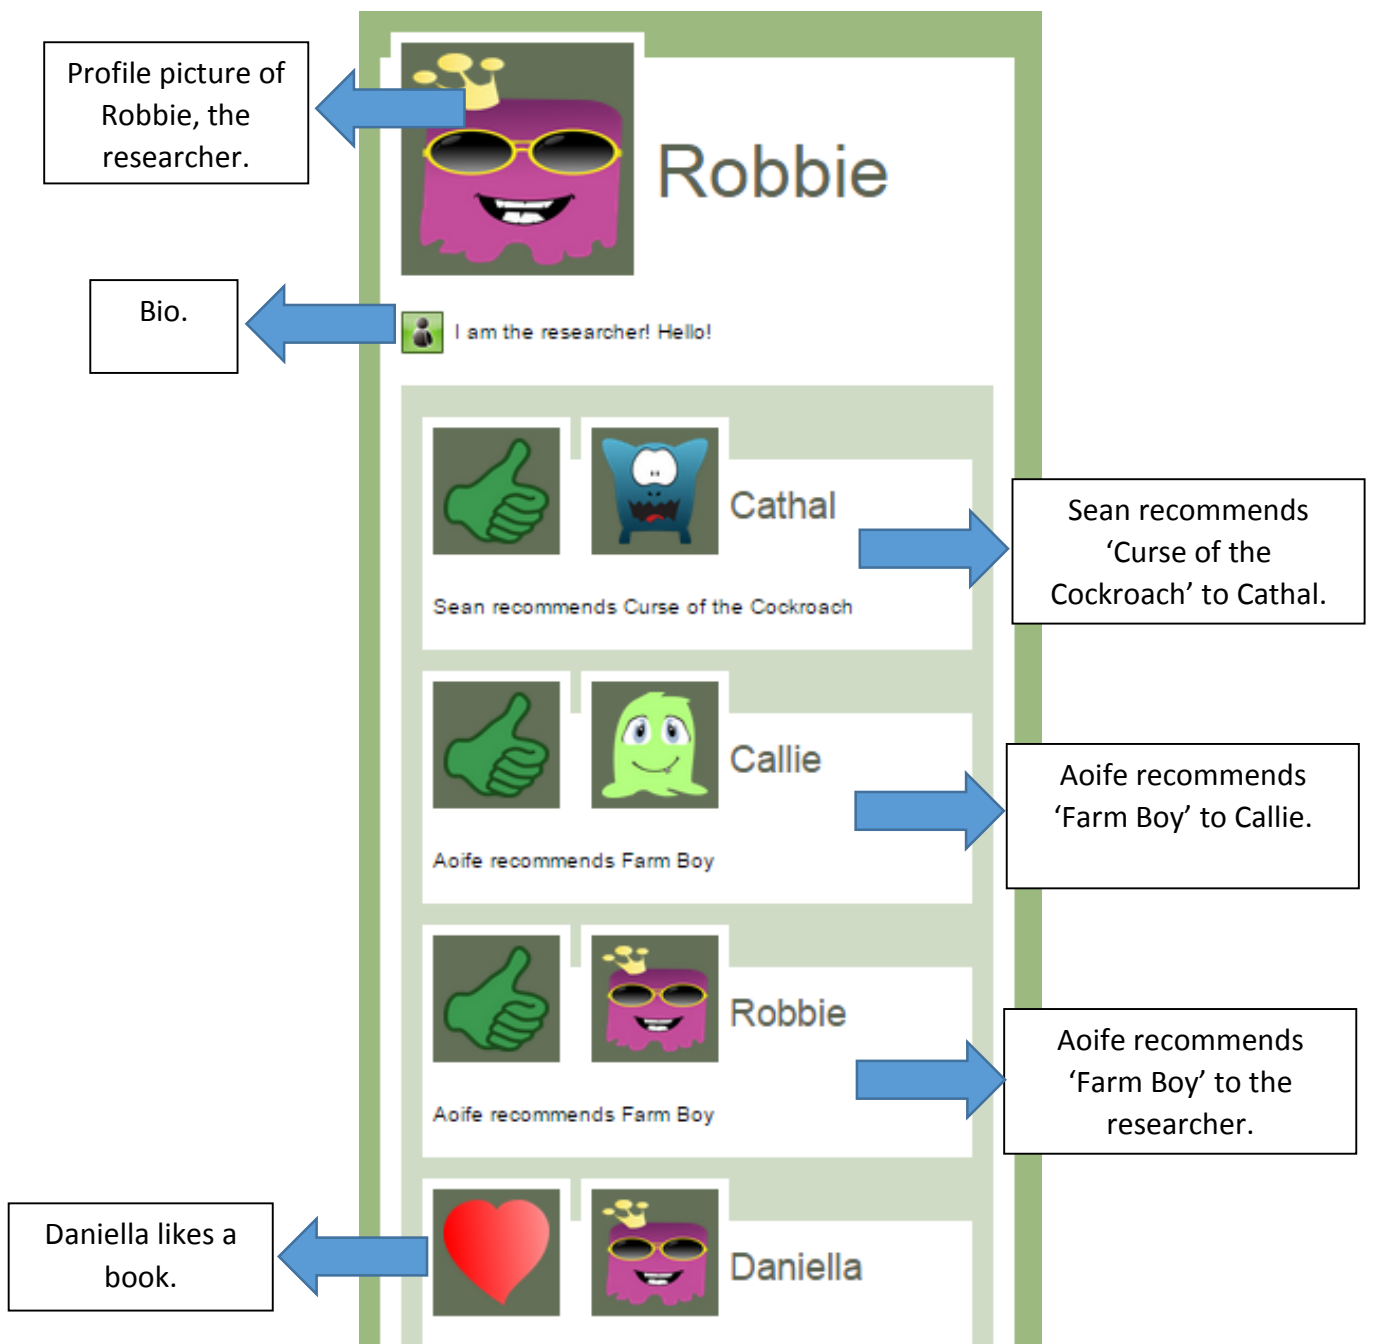 Profile picture of
Robbie, the
researcher.
Robbie
Bio.
I am the researcher! Hello!
Cathal
Sean recommends Curse of the Cockroach
Sean recommends
‘Curse of the
Cockroach’ to Cathal.
Callie
Aoife recommends Farm Boy
Aoife recommends
‘Farm Boy’ to Callie.
Robbie
Aoife recommends Farm Boy
Aoife recommends
‘Farm Boy’ to the
researcher.
Daniella likes a
book.
Daniella